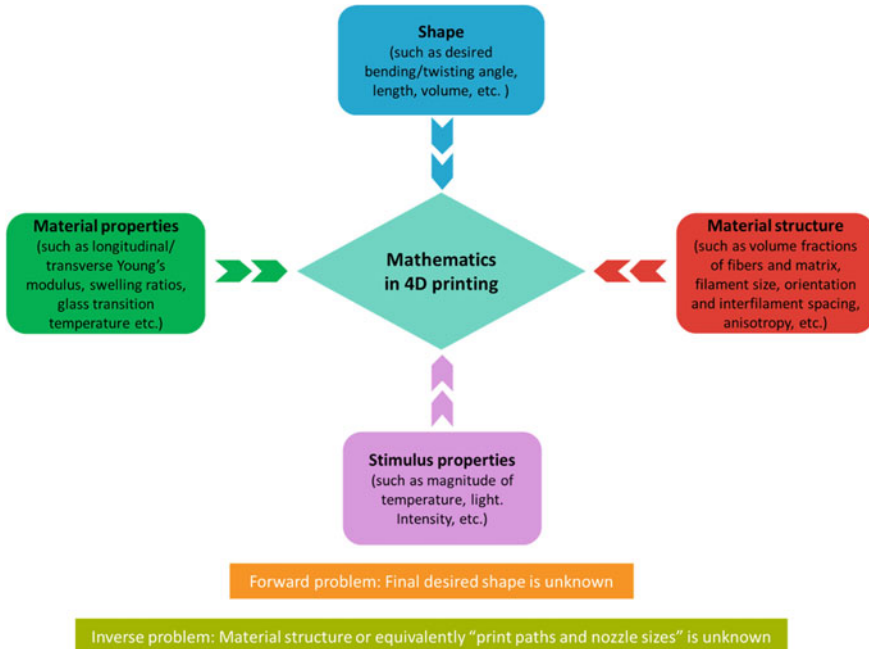 Shape
(such as desired
bending/twisting angle,
length, volume, etc. )
Material properties
(such as longitudinal/
transverse Young's
modulus, swelling ratios,
glass transition
temperature etc.)
Mathematics
in 4D printing
Material structure
(such as volume fractions
of fibers and matrix,
filament size, orientation
and interfilament spacing,
anisotropy, etc.)
Stimulus properties
(such as magnitude of
temperature, light.
Intensity, etc.)
Forward problem: Final desired shape is unknown
Inverse problem: Material structure or equivalently “print paths and nozzle sizes” is unknown